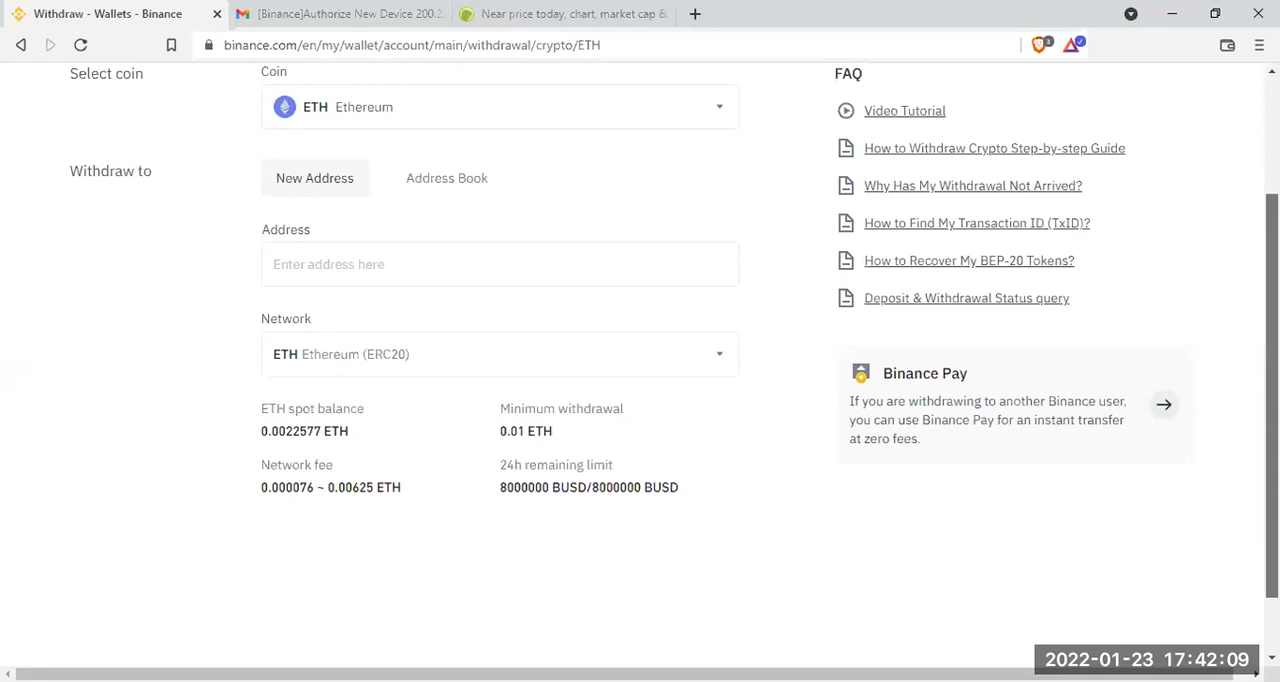 Withdraw - Wallets - Binance
[Binance]Authorize New Device 200.2
Near price today, chart, market cap &
binance.com/en/my/wallet/account/main/withdrawal/crypto/ETH
Select coin
Coin
ETH Ethereum
Withdraw to
New Address
Address Book
Address
Enter address here
Network
ETH Ethereum (ERC20)
ETH spot balance
Minimum withdrawal
0.0022577 ETH
0.01 ETH
Network fee
24h remaining limit
0.000076 ~ 0.00625 ETH
8000000 BUSD/8000000 BUSD
FAQ
Video Tutorial
How to Withdraw Crypto Step-by-step Guide
Why Has My Withdrawal Not Arrived?
How to Find My Transaction ID (TxID)?
How to Recover My BEP-20 Tokens?
Deposit & Withdrawal Status query
Binance Pay
If you are withdrawing to another Binance user,
you can use Binance Pay for an instant transfer
at zero fees.
2022-01-23 17:42:09